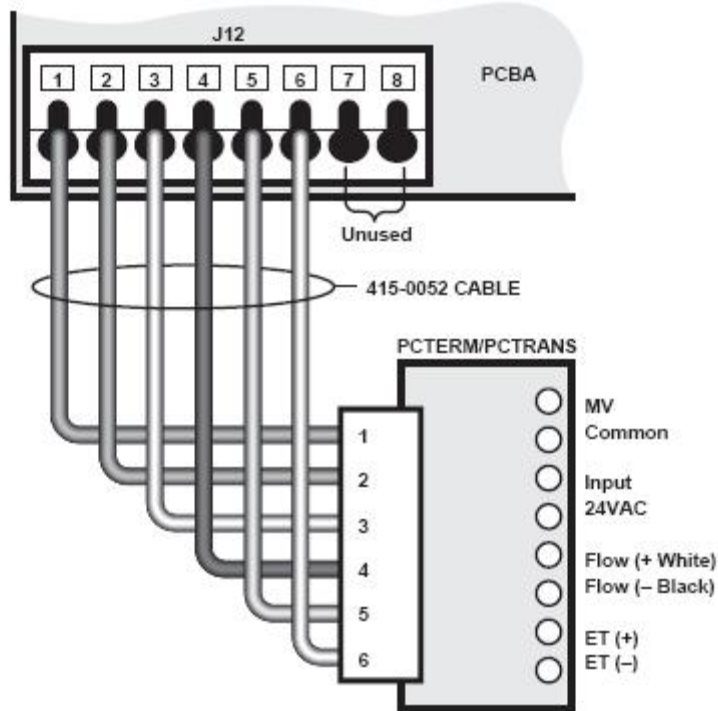 J12
1 2 3 4 5 6 7 8
PCBA
Unused
415-0052 CABLE
PCTERM/PCTRANS
1
2
3
4
5
6
MV
Common
Input
24VAC
Flow (+ White)
Flow (– Black)
ET (+)
ET (–)